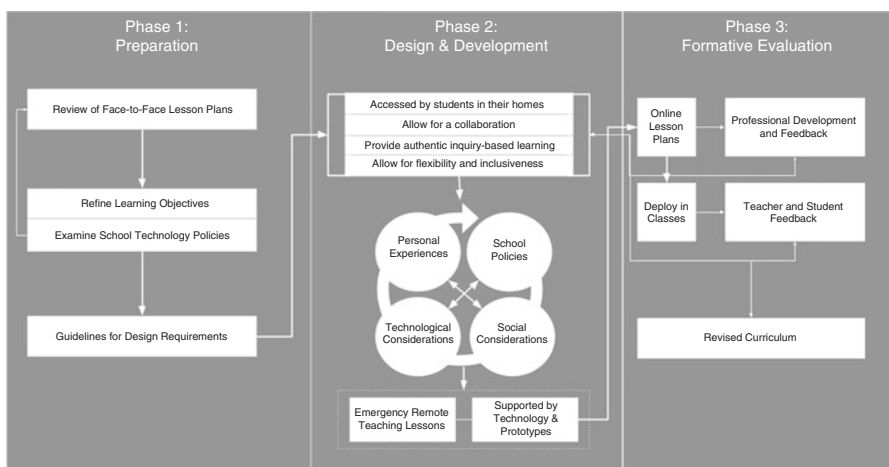 Phase 1:
Preparation
Review of Face-to-Face Lesson Plans
Refine Learning Objectives
Examine School Technology Policies
Guidelines for Design Requirements
Phase 2:
Design & Development
Accessed by students in their homes
Allow for a collaboration
Provide authentic inquiry-based learning
Allow for flexibility and inclusiveness
Personal
Experiences
School
Policies
Technological
Considerations
Social
Considerations
Emergency Remote
Teaching Lessons
Supported by
Technology &
Prototypes
Phase 3:
Formative Evaluation
Online
Lesson
Plans
Professional Development
and Feedback
Deploy in
Classes
Teacher and Student
Feedback
Revised Curriculum